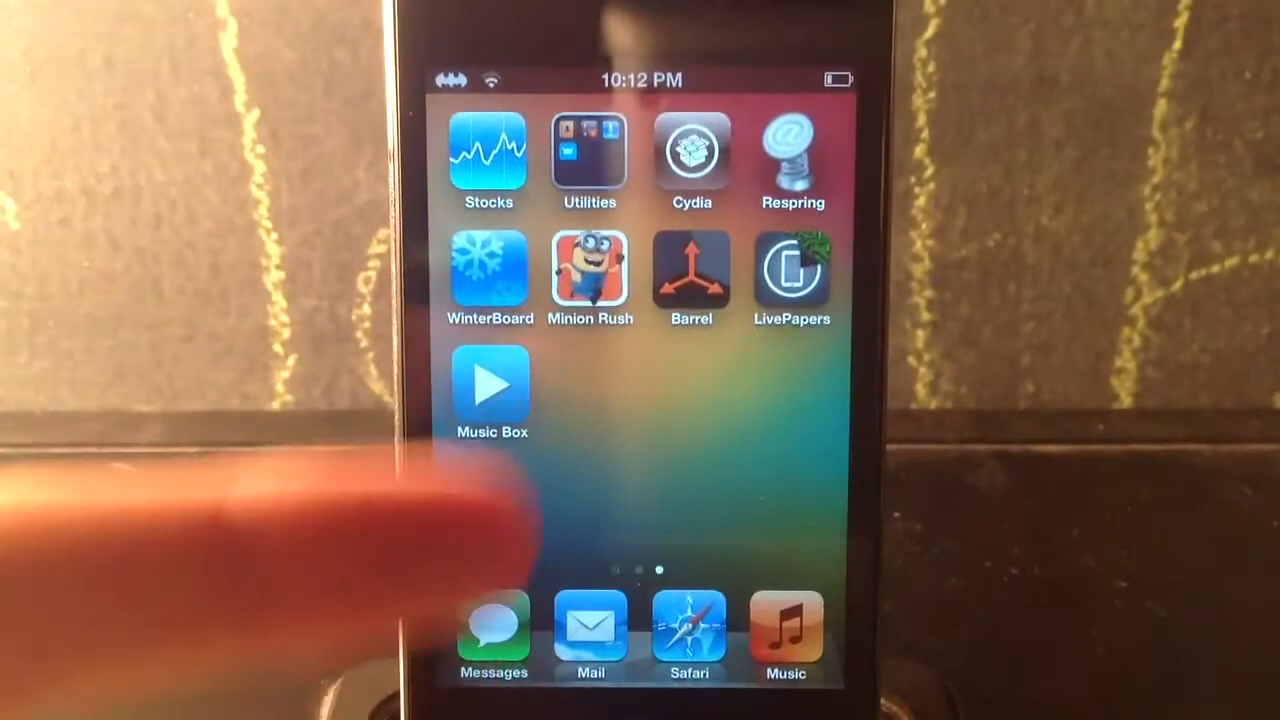 10:12 PM
Stocks
Utilities
Cydia
Respring
WinterBoard
Minion Rush
Barrel
LivePapers
Music Box
Messages
Mail
Safari
Music